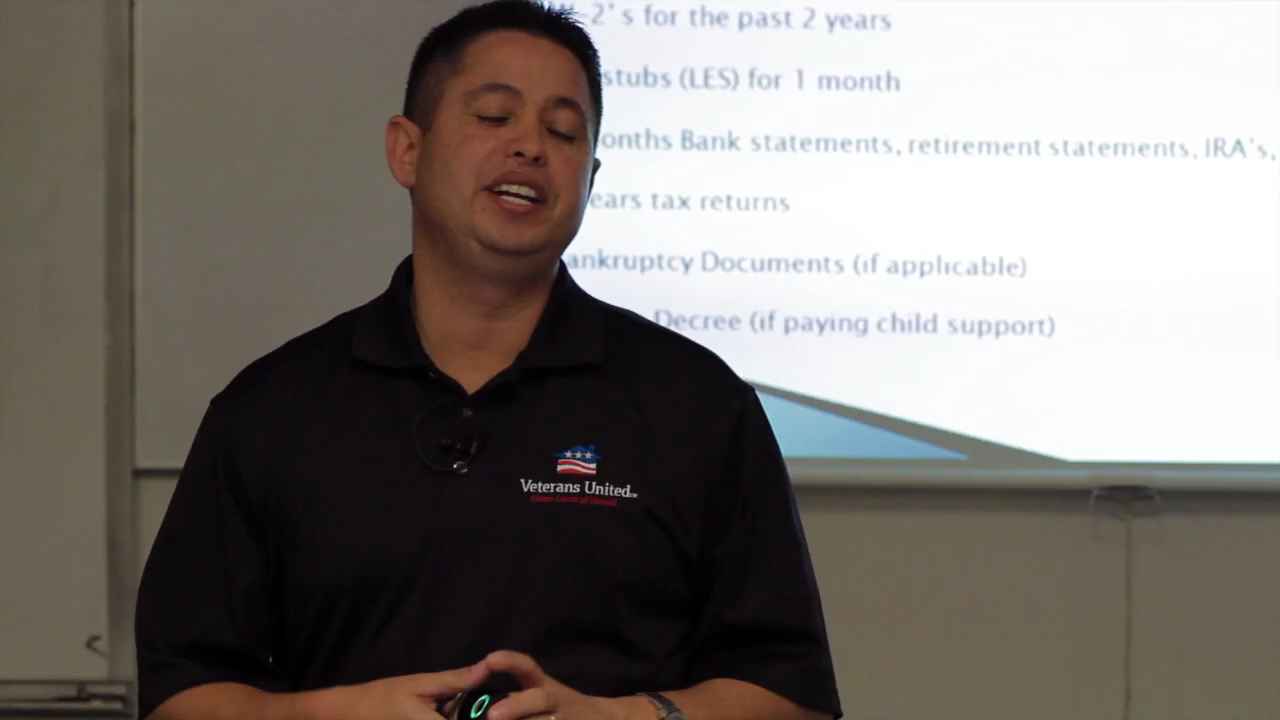 -2's for the past 2 years
stubs (LES) for 1 month
onths Bank statements, retirement statements, IRA's,
ears tax returns
ankruptcy Documents (if applicable)
Decree (if paying child support)
Veterans United